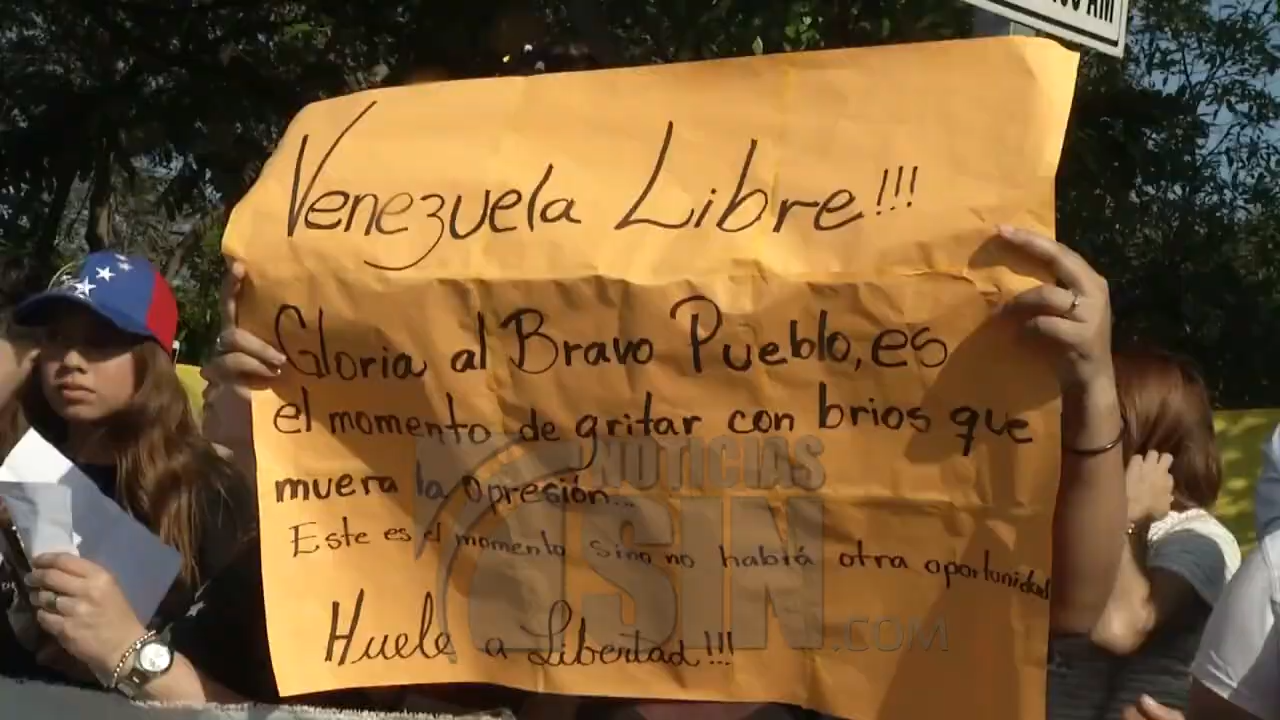 Venezuela Libre!!!
Gloria al Bravo Pueblo, es
el momento de gritar con brios que
muera la opresión...
Este es el momento sino no habrá otra oportunidad
Huele a Libertad!!!
NOTICIAS
SIN
.COM
AM